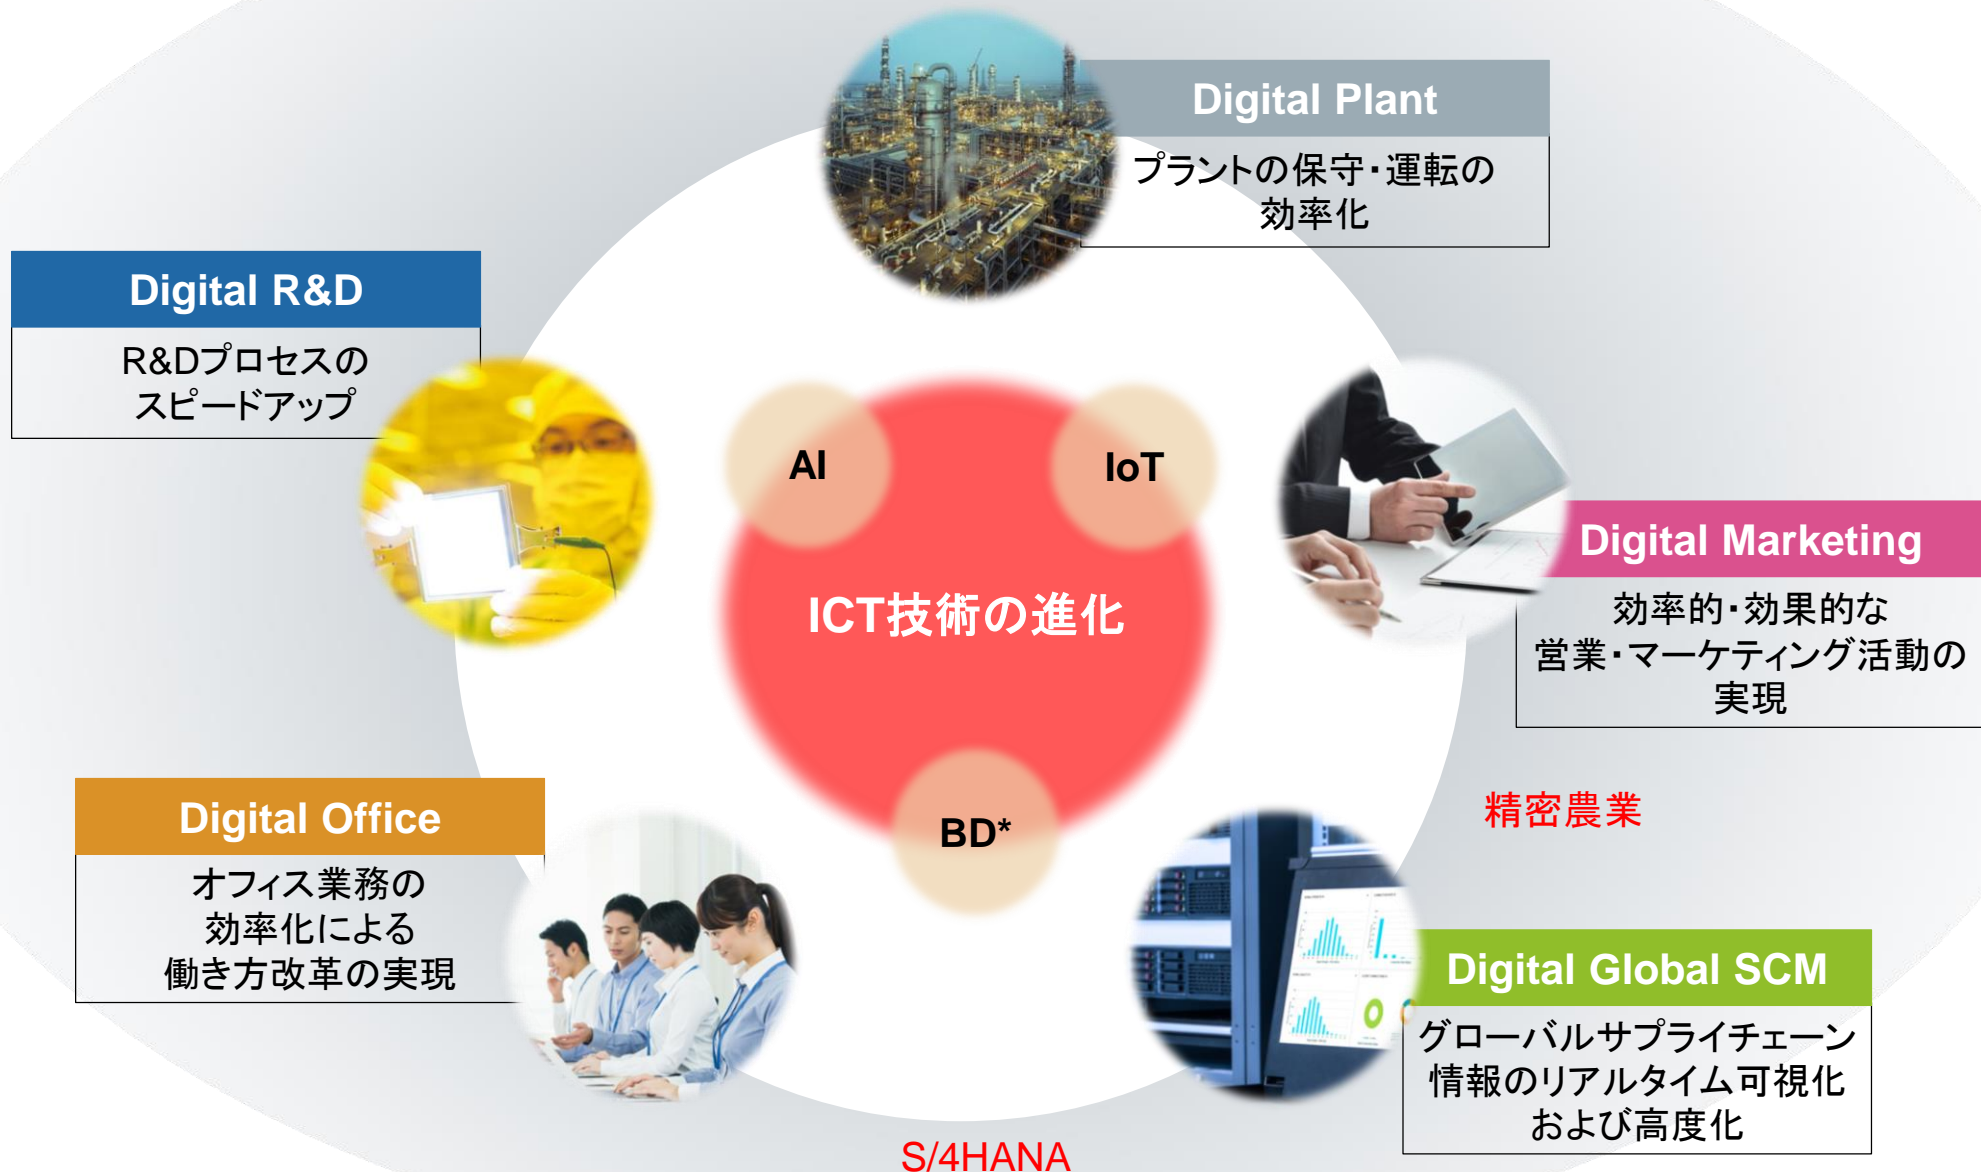 Digital Plant
プラントの保守・運転の
効率化
Digital R&D
R&Dプロセスの
スピードアップ
AI
IoT
ICT技術の進化
BD*
Digital Marketing
効率的・効果的な
営業・マーケティング活動の
実現
精密農業
Digital Office
オフィス業務の
効率化による
働き方改革の実現
Digital Global SCM
グローバルサプライチェーン
情報のリアルタイム可視化
および高度化
S/4HANA